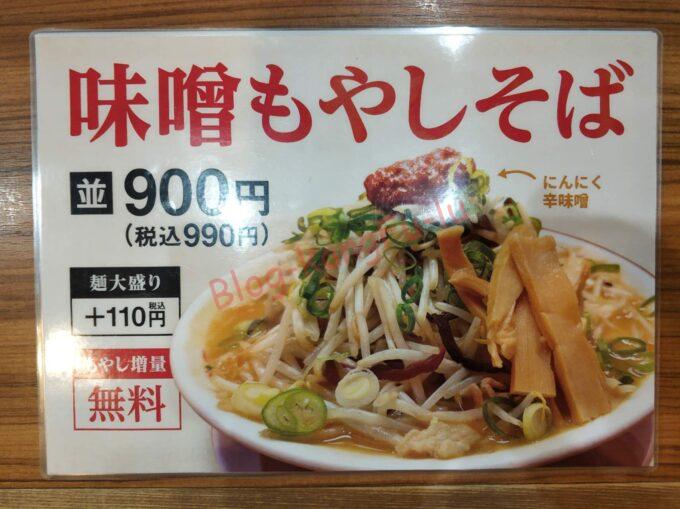 味噌もやしそば
並 900円
(税込990円)
にんにく
辛味噌
麺大盛り
+110円 税込
もやし増量
無料